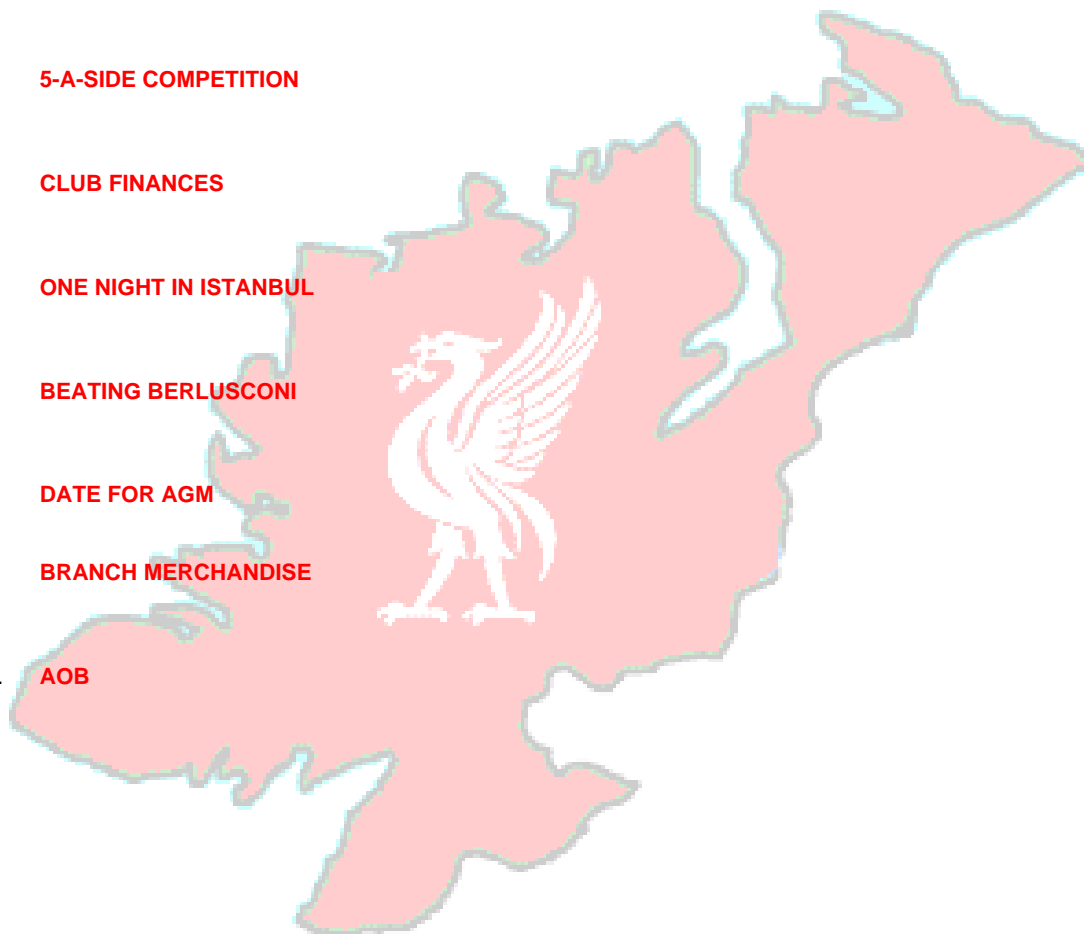 5-A-SIDE COMPETITION
CLUB FINANCES
ONE NIGHT IN ISTANBUL
BEATING BERLUSCONI
DATE FOR AGM
BRANCH MERCHANDISE
. AOB